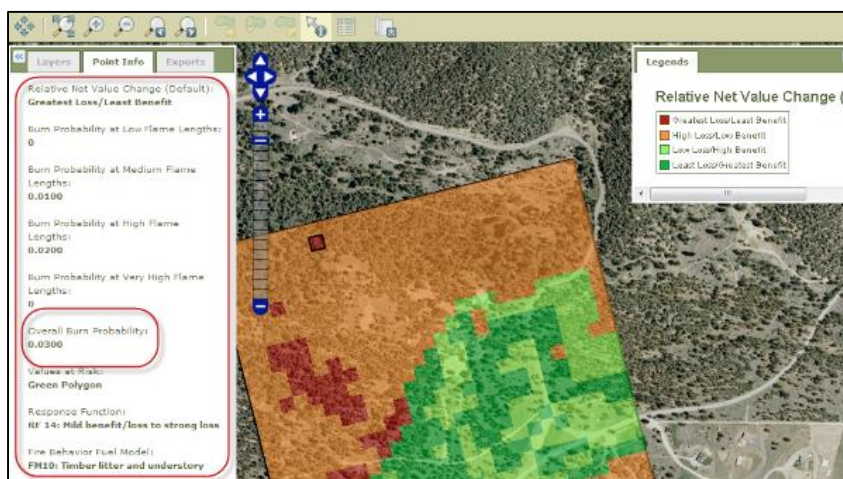 Layers
Point Info
Exports
Relative Net Value Change (Default):
Greatest Loss/Least Benefit
Burn Probability at Low Flame Lengths:
0
Burn Probability at Medium Flame
Lengths:
0.0100
Burn Probability at High Flame
Lengths:
0.0200
Burn Probability at Very High Flame
Lengths:
0
Overall Burn Probability:
0.0300
Values at Risk:
Green Polygon
Response Function:
RF 14: Mild benefit/loss to strong loss
Fire Behavior Fuel Model:
FM10: Timber litter and understory
Legends
Relative Net Value Change (
Greatest Loss/Least Benefit
High Loss/Low Benefit
Low Loss/High Benefit
Least Loss/Greatest Benefit